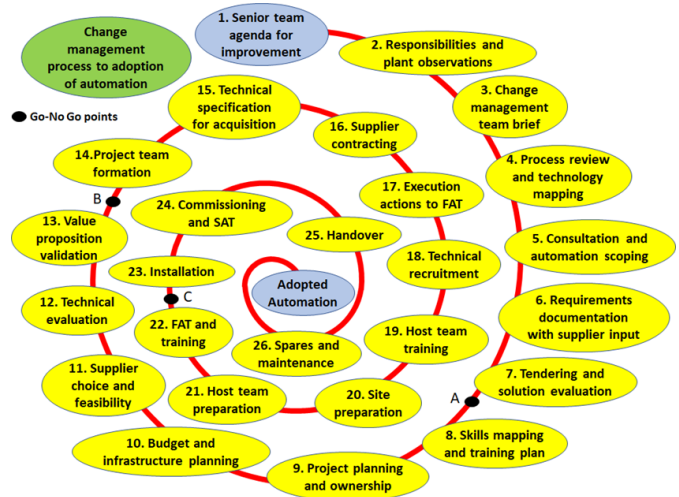 Change
management
process to adoption
of automation
Go-No Go points
1. Senior team
agenda for
improvement
2. Responsibilities and
plant observations
3. Change
management
team brief
4. Process review
and technology
mapping
5. Consultation and
automation scoping
6. Requirements
documentation
with supplier input
7. Tendering and
solution evaluation
A
8. Skills mapping
and training plan
9. Project planning
and ownership
10. Budget and
infrastructure planning
11. Supplier
choice and
feasibility
12. Technical
evaluation
13. Value
proposition
validation
B
14.Project team
formation
15. Technical
specification
for acquisition
16. Supplier
contracting
17. Execution
actions to FAT
18. Technical
recruitment
19. Host team
training
20. Site
preparation
21. Host team
preparation
22. FAT and
training
C
23. Installation
24. Commissioning
and SAT
25. Handover
26. Spares and
maintenance
Adopted
Automation